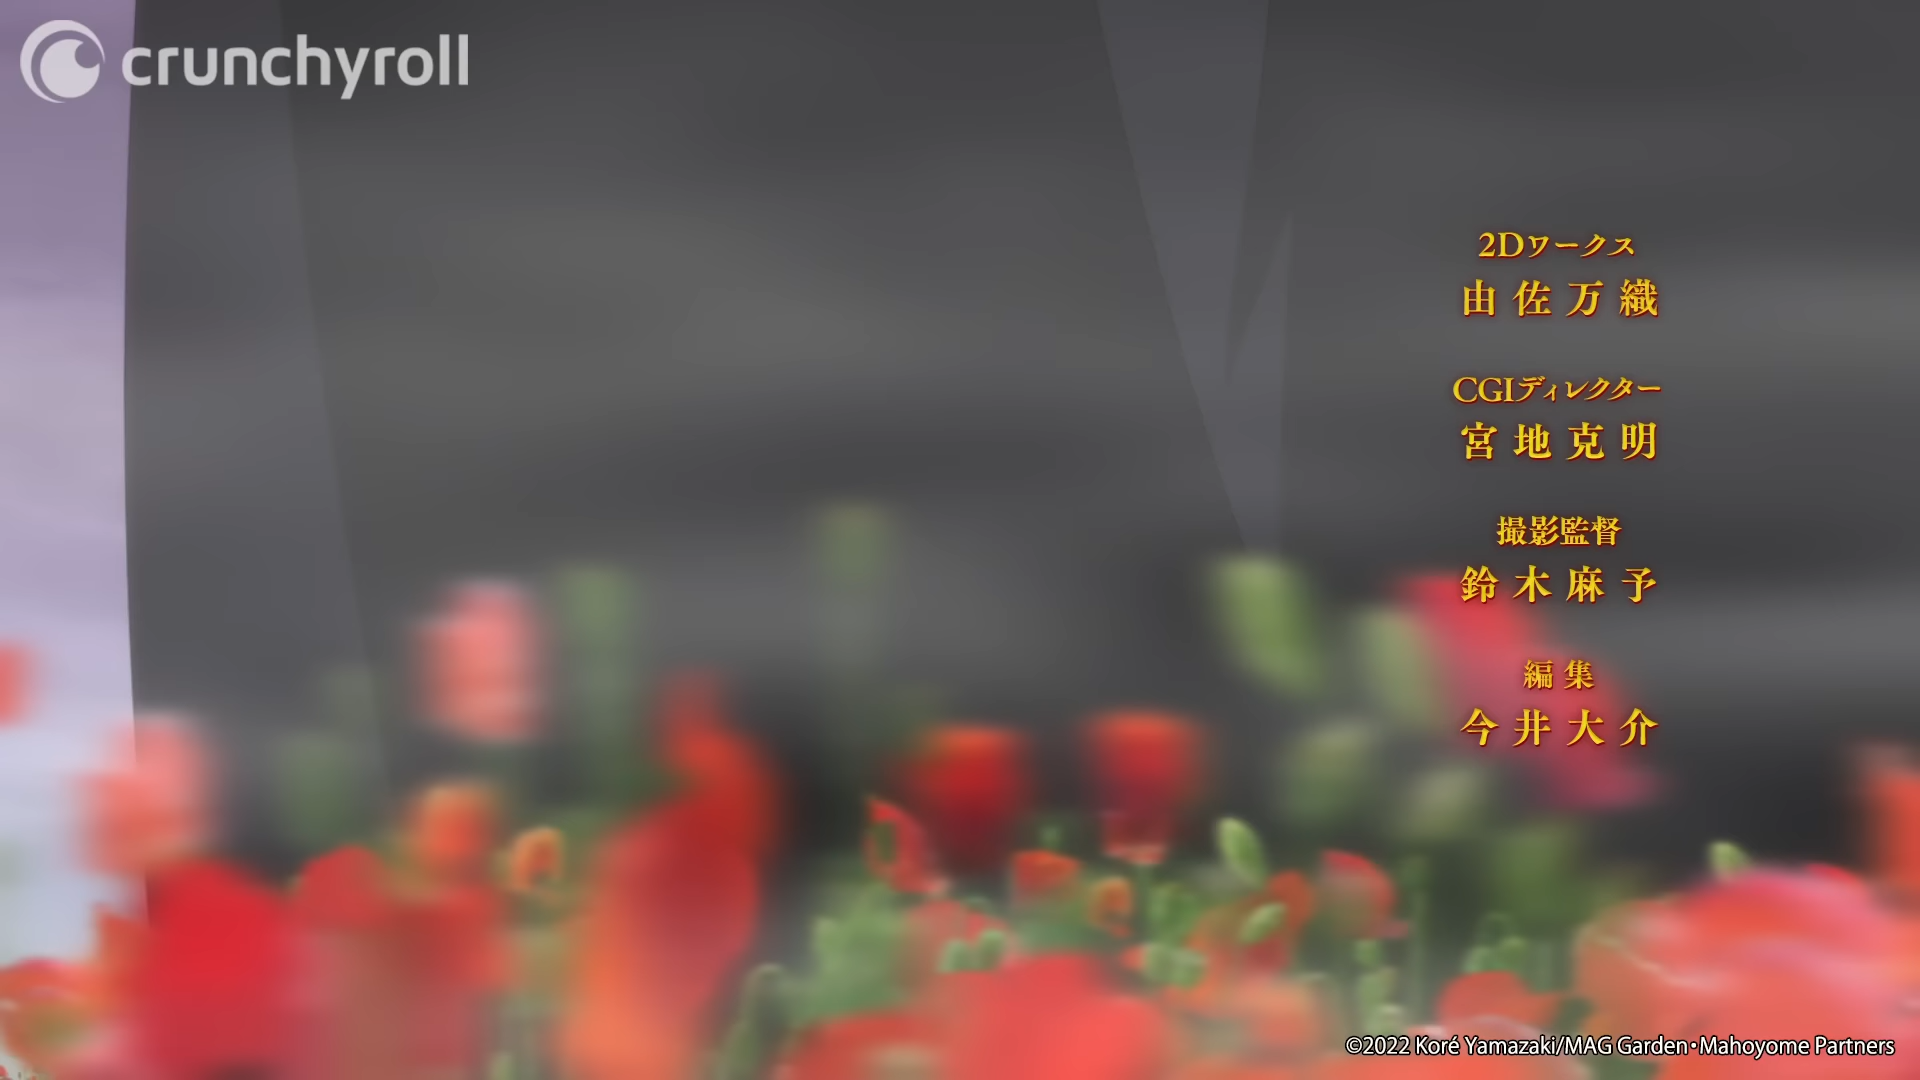 crunchyroll
2Dワークス
由佐万織
CGIディレクター
宮地克明
撮影監督
鈴木麻予
編集
今井大介
©2022 Koré Yamazaki/MAG Garden・Mahoyome Partners